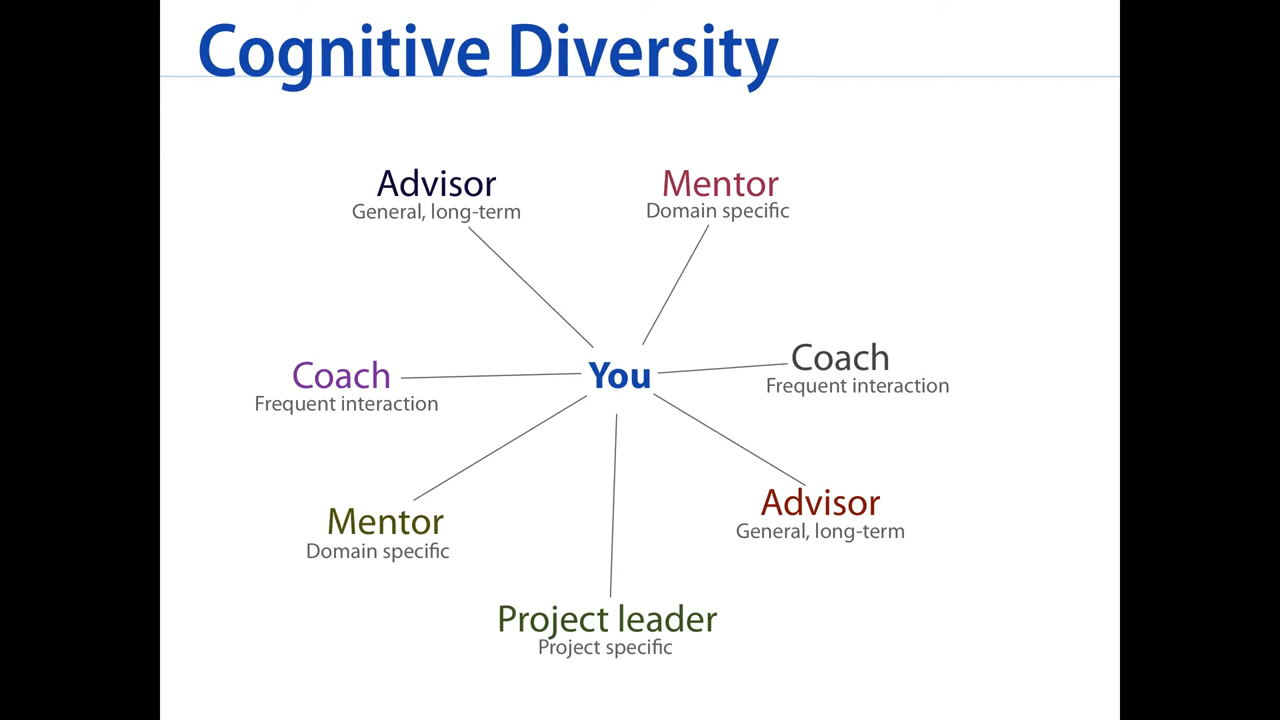 Cognitive Diversity
Advisor
General, long-term
Mentor
Domain specific
Coach
Frequent interaction
You
Coach
Frequent interaction
Mentor
Domain specific
Advisor
General, long-term
Project leader
Project specific